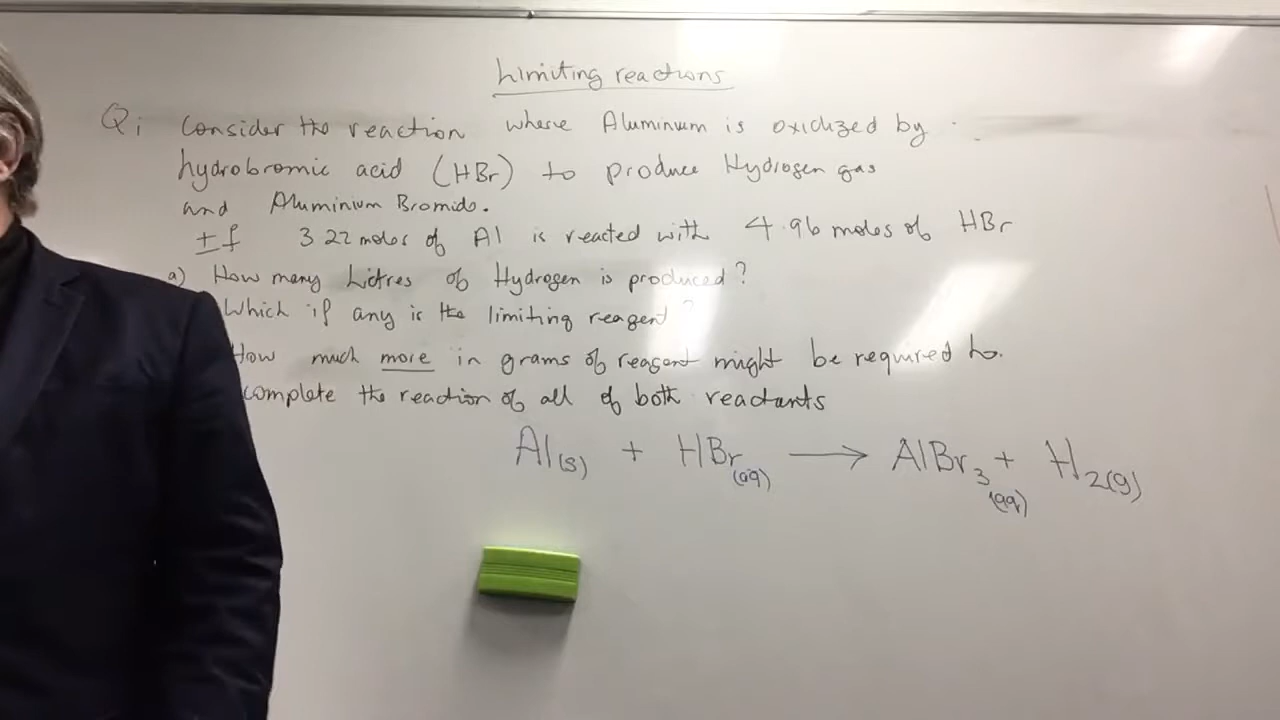 Limiting reactions
Q; Consider the reaction where Aluminum is oxidized by
hydrobromic acid (HBr) to produce Hydrogen gas
and Aluminium Bromide.
If 3.22 moles of Al is reacted with 4.96 moles of HBr
a) How many Litres of Hydrogen is produced?
Which if any is the limiting reagent?
How much more in grams of reagent might be required to.
complete the reaction of all of both reactants
Al(s) + HBr(aq) → AlBr3(aq) + H2(g)